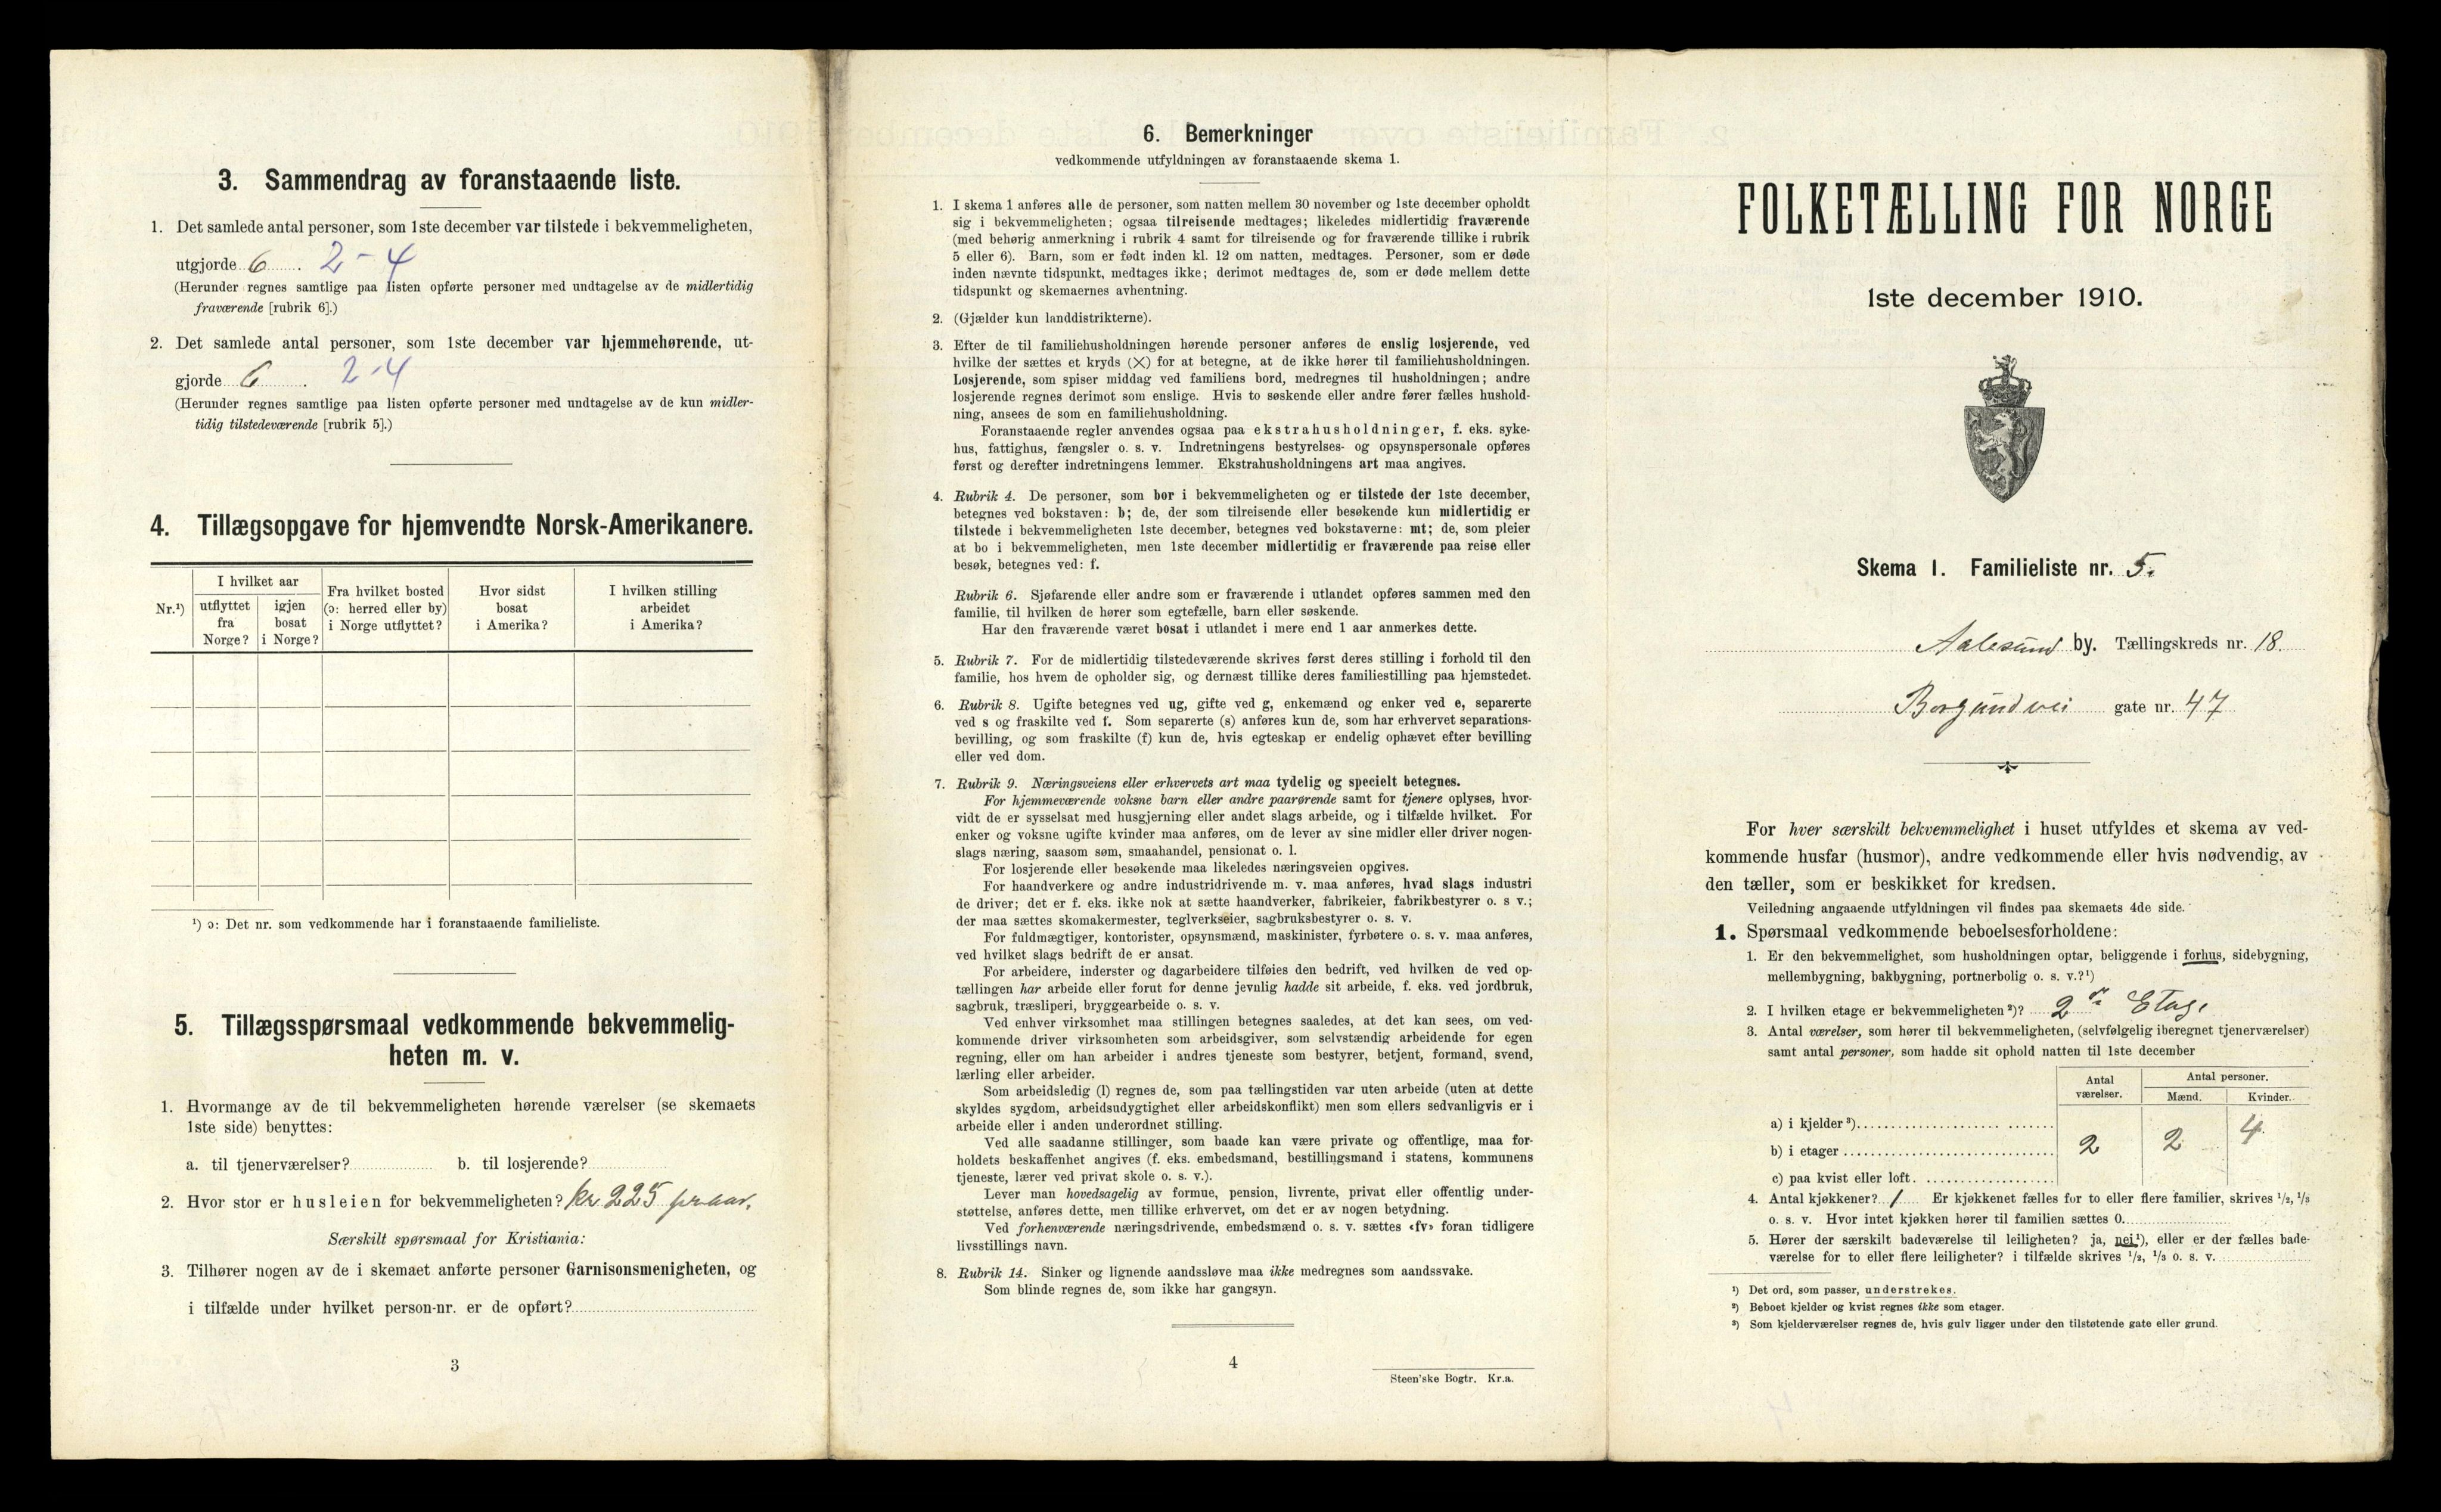 3. Sammendrag av foranstaaende liste.
1. Det samlede antal personer, som 1ste december var tilstede i bekvemmeligheten,
utgjorde 6 . 2-4
(Herunder regnes samtlige paa listen opførte personer med undtagelse av de midlertidig
fraværende [rubrik 6].)
2. Det samlede antal personer, som 1ste december var hjemmehørende, ut-
gjorde 6 . 2-4
(Herunder regnes samtlige paa listen opførte personer med undtagelse av de kun midler-
tidig tilstedeværende [rubrik 5].)
4. Tillægsopgave for hjemvendte Norsk-Amerikanere.
Nr.¹)
I hvilket aar
utflyttet fra Norge?
igjen bosat i Norge?
Fra hvilket bosted (ɔ: herred eller by) i Norge utflyttet?
Hvor sidst bosat i Amerika?
I hvilken stilling arbeidet i Amerika?
¹) ɔ: Det nr. som vedkommende har i foranstaaende familieliste.
5. Tillægsspørsmaal vedkommende bekvemmelig-
heten m. v.
1. Hvormange av de til bekvemmeligheten hørende værelser (se skemaets
1ste side) benyttes:
a. til tjenerværelser? b. til losjerende?
2. Hvor stor er husleien for bekvemmeligheten? kr 225 pr aar.
Særskilt spørsmaal for Kristiania:
3. Tilhører nogen av de i skemaet anførte personer Garnisonsmenigheten, og
i tilfælde under hvilket person-nr. er de opført?
3
6. Bemerkninger
vedkommende utfyldningen av foranstaaende skema 1.
1. I skema 1 anføres alle de personer, som natten mellem 30 november og 1ste december opholdt
sig i bekvemmeligheten; ogsaa tilreisende medtages; likeledes midlertidig fraværende
(med behørig anmerkning i rubrik 4 samt for tilreisende og for fraværende tillike i rubrik
5 eller 6). Barn, som er født inden kl. 12 om natten, medtages. Personer, som er døde
inden nævnte tidspunkt, medtages ikke; derimot medtages de, som er døde mellem dette
tidspunkt og skemaernes avhentning.
2. (Gjælder kun landdistrikterne).
3. Efter de til familiehusholdningen hørende personer anføres de enslig losjerende, ved
hvilke der sættes et kryds (×) for at betegne, at de ikke hører til familiehusholdningen.
Losjerende, som spiser middag ved familiens bord, medregnes til husholdningen; andre
losjerende regnes derimot som enslige. Hvis to søskende eller andre fører fælles hushold-
ning, ansees de som en familiehusholdning.
Foranstaaende regler anvendes ogsaa paa ekstrahusholdninger, f. eks. syke-
hus, fattighus, fængsler o. s. v. Indretningens bestyrelses- og opsynspersonale opføres
først og derefter indretningens lemmer. Ekstrahusholdningens art maa angives.
4. Rubrik 4. De personer, som bor i bekvemmeligheten og er tilstede der 1ste december,
betegnes ved bokstaven: b; de, der som tilreisende eller besøkende kun midlertidig er
tilstede i bekvemmeligheten 1ste december, betegnes ved bokstaverne: mt; de, som pleier
at bo i bekvemmeligheten, men 1ste december midlertidig er fraværende paa reise eller
besøk, betegnes ved: f.
Rubrik 6. Sjøfarende eller andre som er fraværende i utlandet opføres sammen med den
familie, til hvilken de hører som egtefælle, barn eller søskende.
Har den fraværende været bosat i utlandet i mere end 1 aar anmerkes dette.
5. Rubrik 7. For de midlertidig tilstedeværende skrives først deres stilling i forhold til den
familie, hos hvem de opholder sig, og dernæst tillike deres familiestilling paa hjemstedet.
6. Rubrik 8. Ugifte betegnes ved ug, gifte ved g, enkemænd og enker ved e, separerte
ved s og fraskilte ved f. Som separerte (s) anføres kun de, som har erhvervet separations-
bevilling, og som fraskilte (f) kun de, hvis egteskap er endelig ophævet efter bevilling
eller ved dom.
7. Rubrik 9. Næringsveiens eller erhvervets art maa tydelig og specielt betegnes.
For hjemmeværende voksne barn eller andre paarørende samt for tjenere oplyses, hvor-
vidt de er sysselsat med husgjerning eller andet slags arbeide, og i tilfælde hvilket. For
enker og voksne ugifte kvinder maa anføres, om de lever av sine midler eller driver nogen-
slags næring, saasom søm, smaahandel, pensionat o. l.
For losjerende eller besøkende maa likeledes næringsveien opgives.
For haandverkere og andre industridrivende m. v. maa anføres, hvad slags industri
de driver; det er f. eks. ikke nok at sætte haandverker, fabrikeier, fabrikbestyrer o. s v.;
der maa sættes skomakermester, teglverkseier, sagbruksbestyrer o. s. v.
For fuldmægtiger, kontorister, opsynsmænd, maskinister, fyrbøtere o. s. v. maa anføres,
ved hvilket slags bedrift de er ansat.
For arbeidere, inderster og dagarbeidere tilføies den bedrift, ved hvilken de ved op-
tællingen har arbeide eller forut for denne jevnlig hadde sit arbeide, f. eks. ved jordbruk,
sagbruk, træsliperi, bryggearbeide o. s. v.
Ved enhver virksomhet maa stillingen betegnes saaledes, at det kan sees, om ved-
kommende driver virksomheten som arbeidsgiver, som selvstændig arbeidende for egen
regning, eller om han arbeider i andres tjeneste som bestyrer, betjent, formand, svend,
lærling eller arbeider.
Som arbeidsledig (l) regnes de, som paa tællingstiden var uten arbeide (uten at dette
skyldes sygdom, arbeidsudygtighet eller arbeidskonflikt) men som ellers sedvanligvis er i
arbeide eller i anden underordnet stilling.
Ved alle saadanne stillinger, som baade kan være private og offentlige, maa for-
holdets beskaffenhet angives (f. eks. embedsmand, bestillingsmand i statens, kommunens
tjeneste, lærer ved privat skole o. s. v.).
Lever man hovedsagelig av formue, pension, livrente, privat eller offentlig under-
støttelse, anføres dette, men tillike erhvervet, om det er av nogen betydning.
Ved forhenværende næringsdrivende, embedsmænd o. s. v. sættes «fv» foran tidligere
livsstillings navn.
8. Rubrik 14. Sinker og lignende aandssløve maa ikke medregnes som aandssvake.
Som blinde regnes de, som ikke har gangsyn.
4
Steen'ske Bogtr. Kr.a.
FOLKETÆLLING FOR NORGE
1ste december 1910.
Skema 1. Familieliste nr. 5.
Aalesund by. Tællingskreds nr. 18.
Borgundvei gate nr. 47
For hver særskilt bekvemmelighet i huset utfyldes et skema av ved-
kommende husfar (husmor), andre vedkommende eller hvis nødvendig, av
den tæller, som er beskikket for kredsen.
Veiledning angaaende utfyldningen vil findes paa skemaets 4de side.
1. Spørsmaal vedkommende beboelsesforholdene:
1. Er den bekvemmelighet, som husholdningen optar, beliggende i forhus, sidebygning,
mellembygning, bakbygning, portnerbolig o. s. v.?¹)
2. I hvilken etage er bekvemmeligheten²)? 2de Etag.
3. Antal værelser, som hører til bekvemmeligheten, (selvfølgelig iberegnet tjenerværelser)
samt antal personer, som hadde sit ophold natten til 1ste december
Antal værelser. Antal personer.
Mænd. Kvinder.
a) i kjelder³)
b) i etager 2 2 4.
c) paa kvist eller loft.
4. Antal kjøkkener? 1 Er kjøkkenet fælles for to eller flere familier, skrives 1/2, 1/3
o. s. v. Hvor intet kjøkken hører til familien sættes 0.
5. Hører der særskilt badeværelse til leiligheten? ja, nei¹), eller er der fælles bade-
værelse for to eller flere leiligheter? i tilfælde skrives 1/2, 1/3 o. s. v.
¹) Det ord, som passer, understrekes.
²) Beboet kjelder og kvist regnes ikke som etager.
³) Som kjelderværelser regnes de, hvis gulv ligger under den tilstøtende gate eller grund.